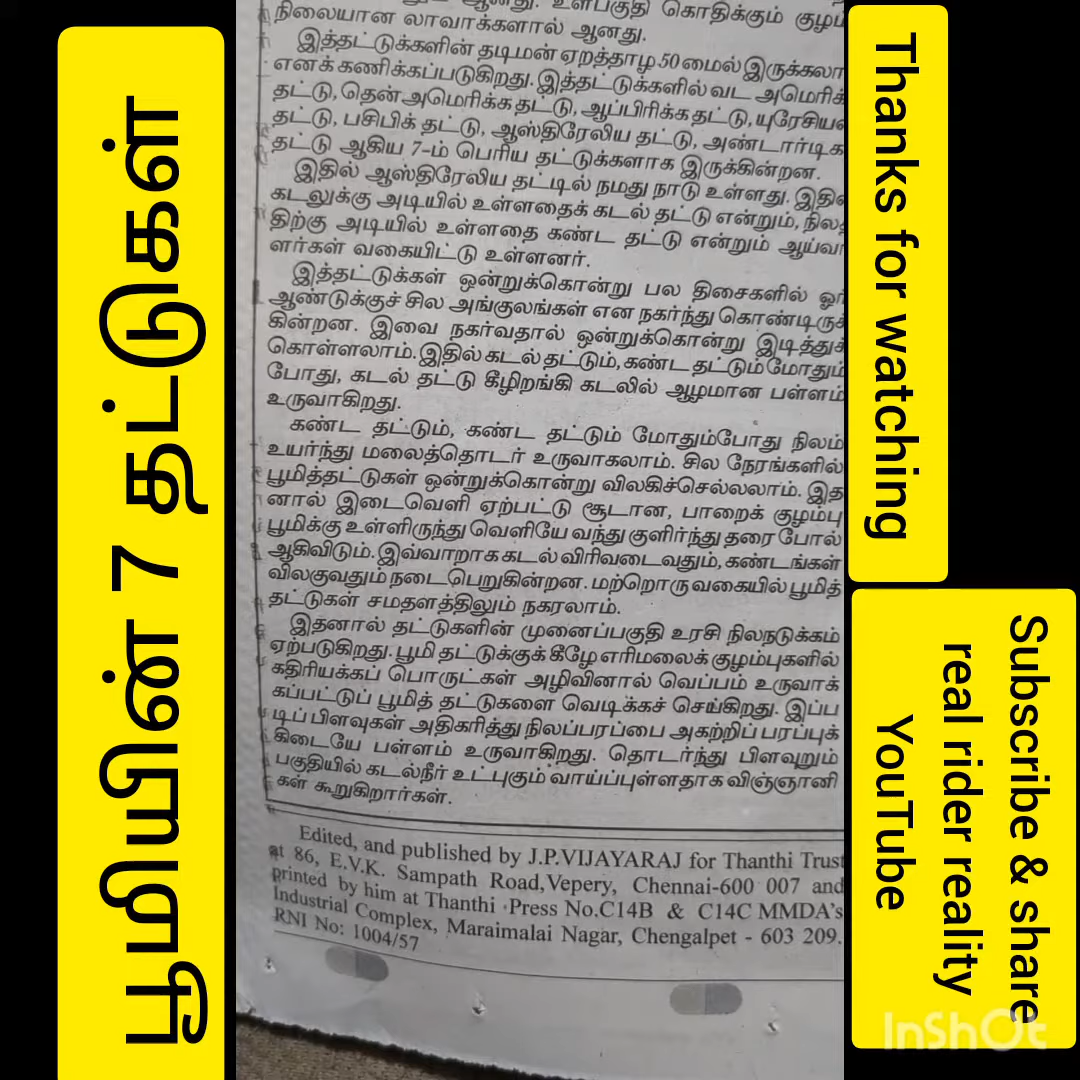 பூமியின் 7 தட்டுகள்
ஆனது. உள்பகுதி கொதிக்கும்
நிலையான லாவாக்களால் ஆனது.
இத்தட்டுக்களின் தடிமன் ஏறத்தாழ 50 மைல் இருக்கலா
எனக் கணிக்கப்படுகிறது. இத்தட்டுக்களில் வட அமெரிக்
தட்டு, தென் அமெரிக்க தட்டு, ஆப்பிரிக்க தட்டு, யுரேசிய
தட்டு, பசிபிக் தட்டு, ஆஸ்திரேலிய தட்டு, அண்டார்டிக
தட்டு ஆகிய 7-ம் பெரிய தட்டுக்களாக இருக்கின்றன.
இதில் ஆஸ்திரேலிய தட்டில் நமது நாடு உள்ளது. இதில்
கடலுக்கு அடியில் உள்ளதைக் கடல் தட்டு என்றும், நில
திற்கு அடியில் உள்ளதை கண்ட தட்டு என்றும் ஆய்வா
ளர்கள் வகையிட்டு உள்ளனர்.
இத்தட்டுக்கள் ஒன்றுக்கொன்று பல திசைகளில் ஓர்
ஆண்டுக்குச் சில அங்குலங்கள் என நகர்ந்து கொண்டிருக்
கின்றன. இவை நகர்வதால் ஒன்றுக்கொன்று இடித்துக்
கொள்ளலாம். இதில் கடல் தட்டும், கண்ட தட்டும் மோதும்
போது, கடல் தட்டு கீழிறங்கி கடலில் ஆழமான பள்ளம்
உருவாகிறது.
கண்ட தட்டும், கண்ட தட்டும் மோதும்போது நிலம்
உயர்ந்து மலைத்தொடர் உருவாகலாம். சில நேரங்களில்
பூமித்தட்டுகள் ஒன்றுக்கொன்று விலகிச்செல்லலாம். இத
னால் இடைவெளி ஏற்பட்டு சூடான, பாறைக் குழம்பு
பூமிக்கு உள்ளிருந்து வெளியே வந்து குளிர்ந்து தரை போல்
ஆகிவிடும். இவ்வாறாக கடல் விரிவடைவதும், கண்டங்கள்
விலகுவதும் நடைபெறுகின்றன. மற்றொரு வகையில் பூமித்
தட்டுகள் சமதளத்திலும் நகரலாம்.
இதனால் தட்டுகளின் முனைப்பகுதி உரசி நிலநடுக்கம்
ஏற்படுகிறது. பூமி தட்டுக்குக் கீழே எரிமலைக் குழம்புகளில்
கதிரியக்கப் பொருட்கள் அழிவினால் வெப்பம் உருவாக்
கப்பட்டுப் பூமித் தட்டுகளை வெடிக்கச் செய்கிறது. இப்ப
டிப் பிளவுகள் அதிகரித்து நிலப்பரப்பை அகற்றிப் பரப்புக்
கிடையே பள்ளம் உருவாகிறது. தொடர்ந்து பிளவுறும்
பகுதியில் கடல்நீர் உட்புகும் வாய்ப்புள்ளதாக விஞ்ஞானி
கள் கூறுகிறார்கள்.
Edited, and published by J.P.VIJAYARAJ for Thanthi Trust
at 86, E.V.K. Sampath Road,Vepery, Chennai-600 007 and
printed by him at Thanthi Press No.C14B & C14C MMDA's
Industrial Complex, Maraimalai Nagar, Chengalpet - 603 209.
RNI No: 1004/57
Thanks for watching
Subscribe & share
real rider reality
YouTube
InShOt